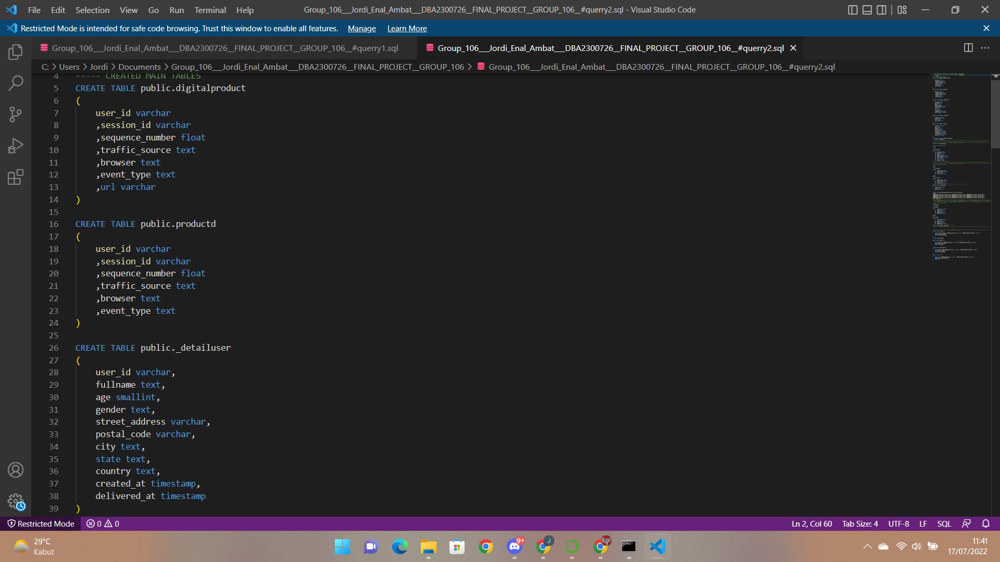 File Edit Selection View Go Run Terminal Help
Group_106___Jordi_Enal_Ambat___DBA2300726__FINAL_PROJECT__GROUP_106__#querry2.sql - Visual Studio Code
Restricted Mode is intended for safe code browsing. Trust this window to enable all features. Manage Learn More
Group_106___Jordi_Enal_Ambat___DBA2300726__FINAL_PROJECT__GROUP_106__#querry1.sql
Group_106___Jordi_Enal_Ambat___DBA2300726__FINAL_PROJECT__GROUP_106__#querry2.sql
C: > Users > Jordi > Documents > Group_106___Jordi_Enal_Ambat___DBA2300726__FINAL_PROJECT__GROUP_106 > Group_106___Jordi_Enal_Ambat___DBA2300726__FINAL_PROJECT__GROUP_106__#querry2.sql
4 ----- CREATED MAIN TABLES
5 CREATE TABLE public.digitalproduct
6 (
7 user_id varchar
8 ,session_id varchar
9 ,sequence_number float
10 ,traffic_source text
11 ,browser text
12 ,event_type text
13 ,url varchar
14 )
15
16 CREATE TABLE public.productd
17 (
18 user_id varchar
19 ,session_id varchar
20 ,sequence_number float
21 ,traffic_source text
22 ,browser text
23 ,event_type text
24 )
25
26 CREATE TABLE public._detailuser
27 (
28 user_id varchar,
29 fullname text,
30 age smallint,
31 gender text,
32 street_address varchar,
33 postal_code varchar,
34 city text,
35 state text,
36 country text,
37 created_at timestamp,
38 delivered_at timestamp
39 )
Restricted Mode 0 0 Ln 2, Col 60 Tab Size: 4 UTF-8 LF SQL
29°C
Kabut
9+
J
11:41
17/07/2022